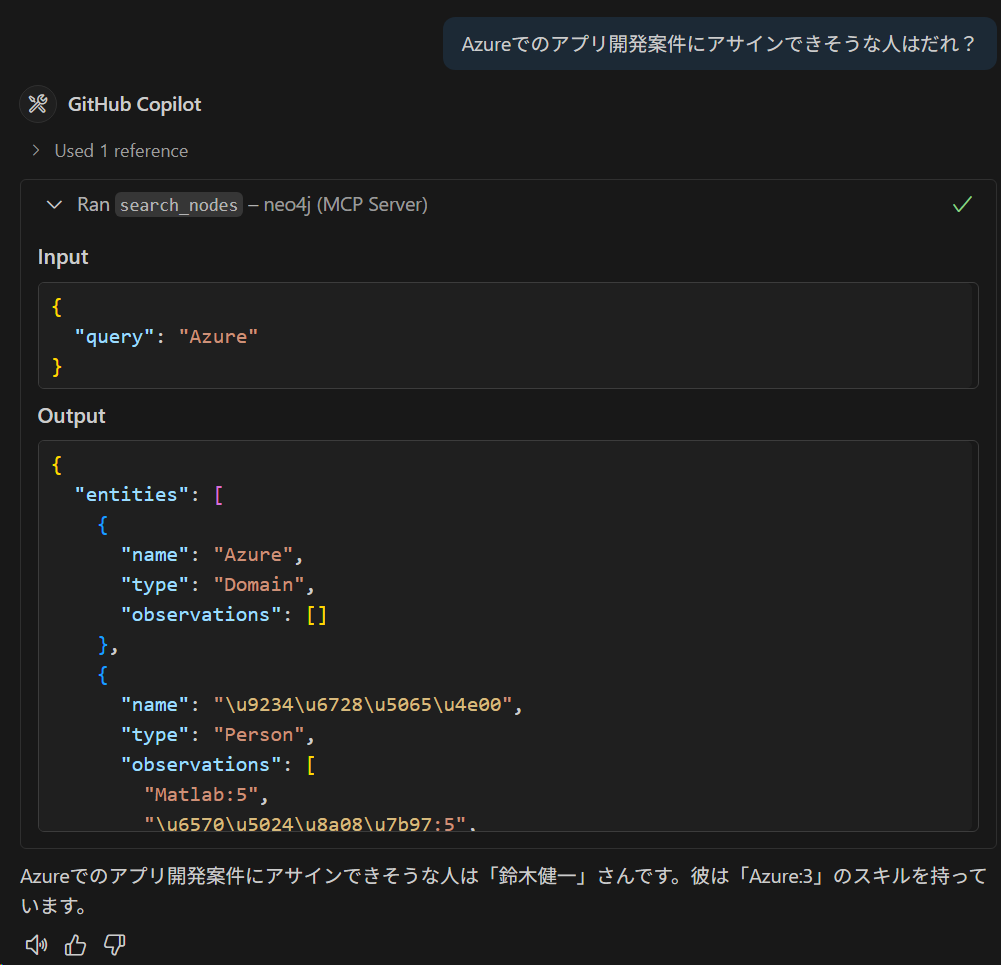 Azureでのアプリ開発案件にアサインできそうな人はだれ？
GitHub Copilot
Used 1 reference
Ran search_nodes – neo4j (MCP Server)
Input
{
"query": "Azure"
}
Output
{
"entities": [
{
"name": "Azure",
"type": "Domain",
"observations": []
},
{
"name": "\u9234\u6728\u5065\u4e00",
"type": "Person",
"observations": [
"Matlab:5",
"\u6570\u5024\u8a08\u7b97:5",
Azureでのアプリ開発案件にアサインできそうな人は「鈴木健一」さんです。彼は「Azure:3」のスキルを持って
います。